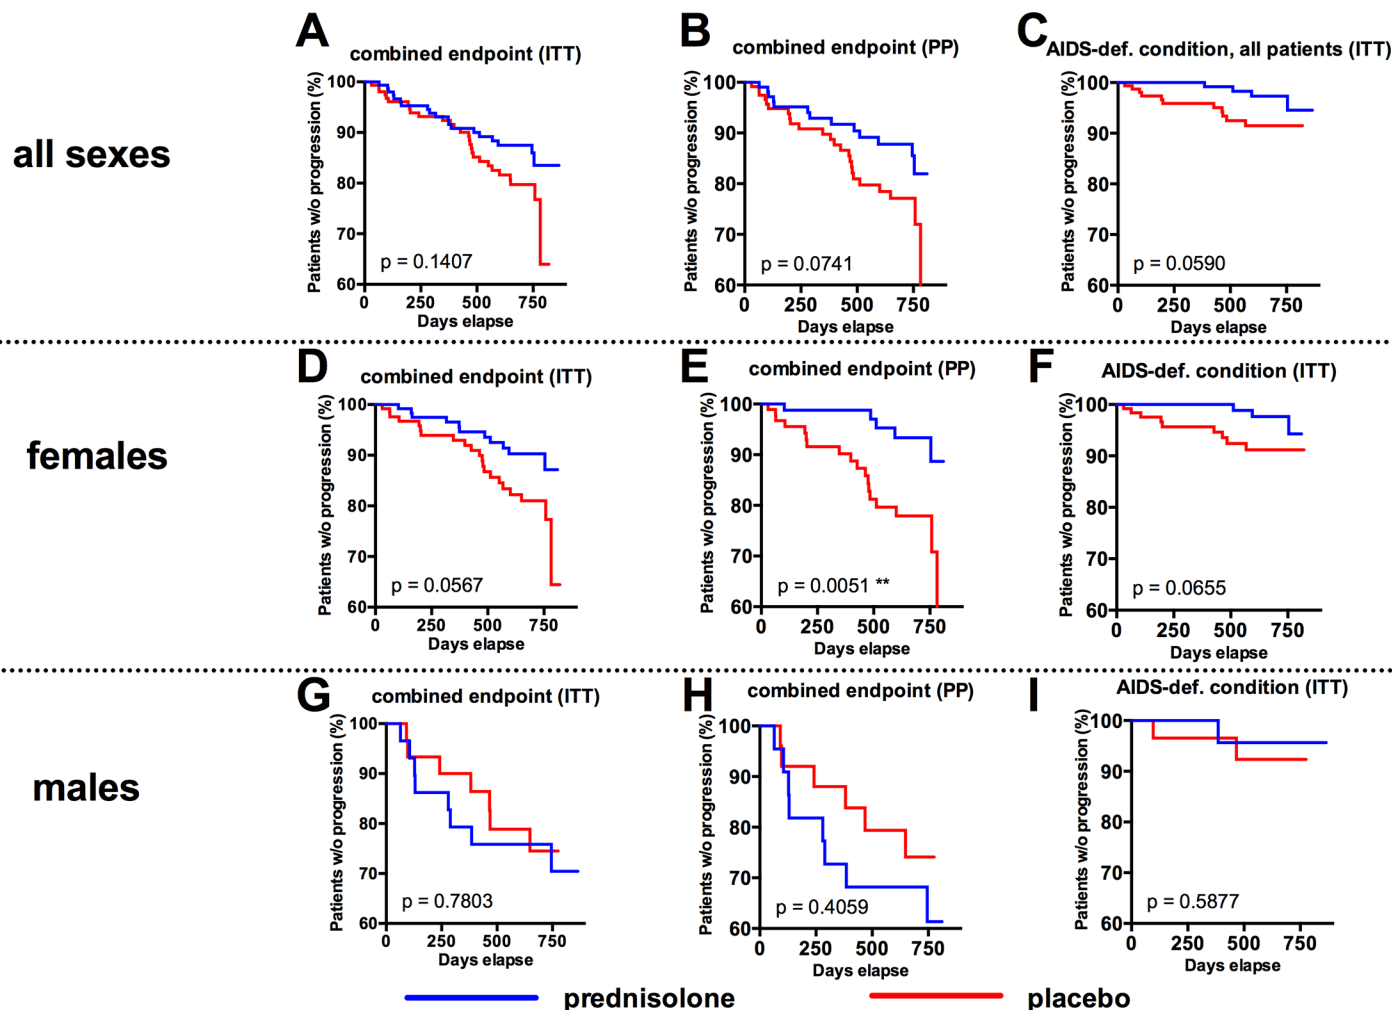 A
combined endpoint (ITT)
Patients w/o progression (%)
100
90
80
70
60
p = 0.1407
0 250 500 750
Days elapse
B
combined endpoint (PP)
Patients w/o progression (%)
100
90
80
70
60
p = 0.0741
0 250 500 750
Days elapse
C
AIDS-def. condition, all patients (ITT)
Patients w/o progression (%)
100
90
80
70
60
p = 0.0590
0 250 500 750
Days elapse
all sexes
D
combined endpoint (ITT)
Patients w/o progression (%)
100
90
80
70
60
p = 0.0567
0 250 500 750
Days elapse
E
combined endpoint (PP)
Patients w/o progression (%)
100
90
80
70
60
p = 0.0051 **
0 250 500 750
Days elapse
F
AIDS-def. condition (ITT)
Patients w/o progression (%)
100
90
80
70
60
p = 0.0655
0 250 500 750
Days elapse
females
G
combined endpoint (ITT)
Patients w/o progression (%)
100
90
80
70
60
p = 0.7803
0 250 500 750
Days elapse
H
combined endpoint (PP)
Patients w/o progression (%)
100
90
80
70
60
p = 0.4059
0 250 500 750
Days elapse
I
AIDS-def. condition (ITT)
Patients w/o progression (%)
100
90
80
70
60
p = 0.5877
0 250 500 750
Days elapse
males
prednisolone
placebo